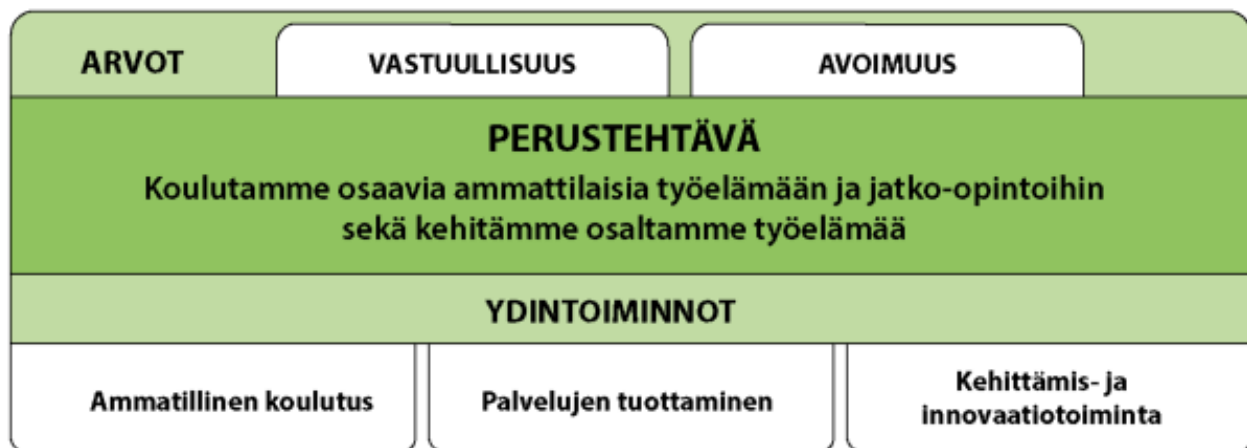 ARVOT VASTUULLISUUS AVOIMUUS
PERUSTEHTÄVÄ
Koulutamme osaavia ammattilaisia työelämään ja jatko-opintoihin
sekä kehitämme osaltamme työelämää
YDINTOIMINNOT
Ammatillinen koulutus
Palvelujen tuottaminen
Kehittämis- ja
innovaatiotoiminta